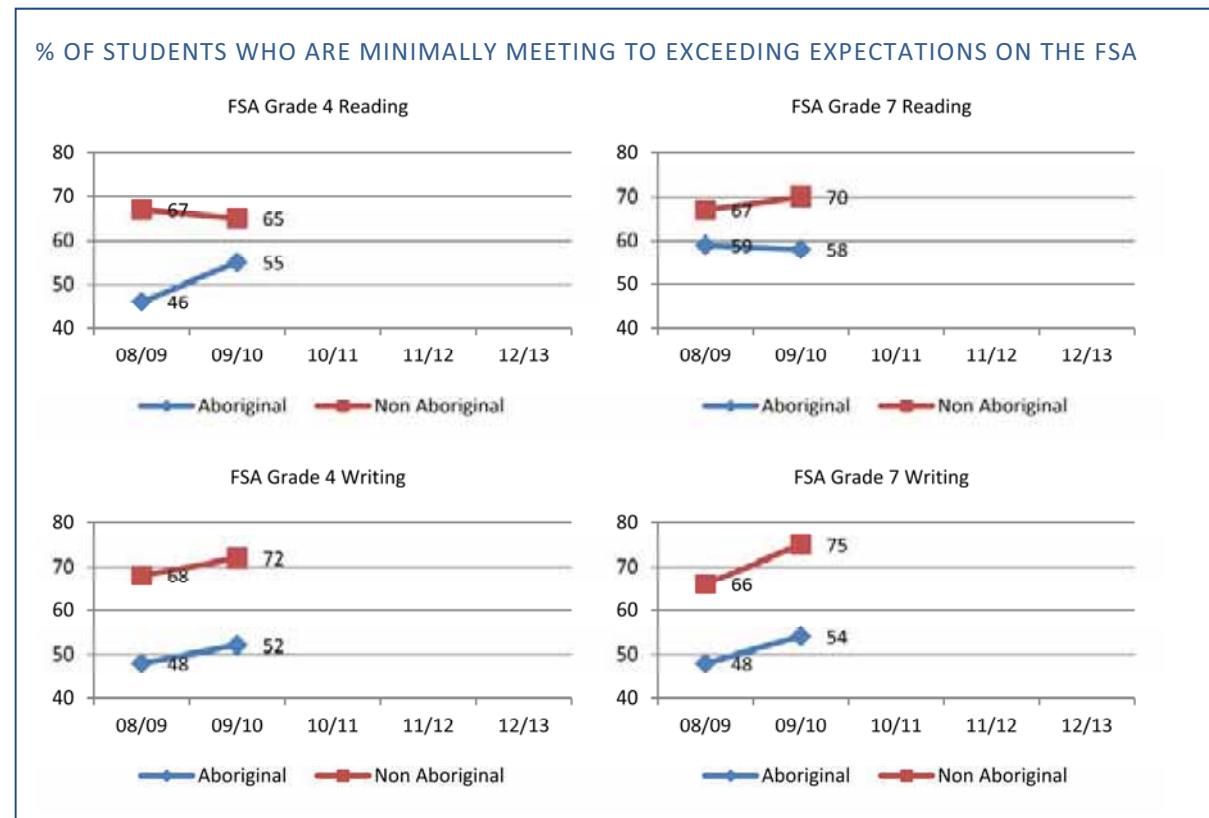 % OF STUDENTS WHO ARE MINIMALLY MEETING TO EXCEEDING EXPECTATIONS ON THE FSA
FSA Grade 4 Reading
80
70
60
50
40
67
65
46
55
08/09 09/10 10/11 11/12 12/13
Aboriginal Non Aboriginal
FSA Grade 7 Reading
80
70
60
50
40
67
70
59
58
08/09 09/10 10/11 11/12 12/13
Aboriginal Non Aboriginal
FSA Grade 4 Writing
80
70
60
50
40
68
72
48
52
08/09 09/10 10/11 11/12 12/13
Aboriginal Non Aboriginal
FSA Grade 7 Writing
80
70
60
50
40
66
75
48
54
08/09 09/10 10/11 11/12 12/13
Aboriginal Non Aboriginal